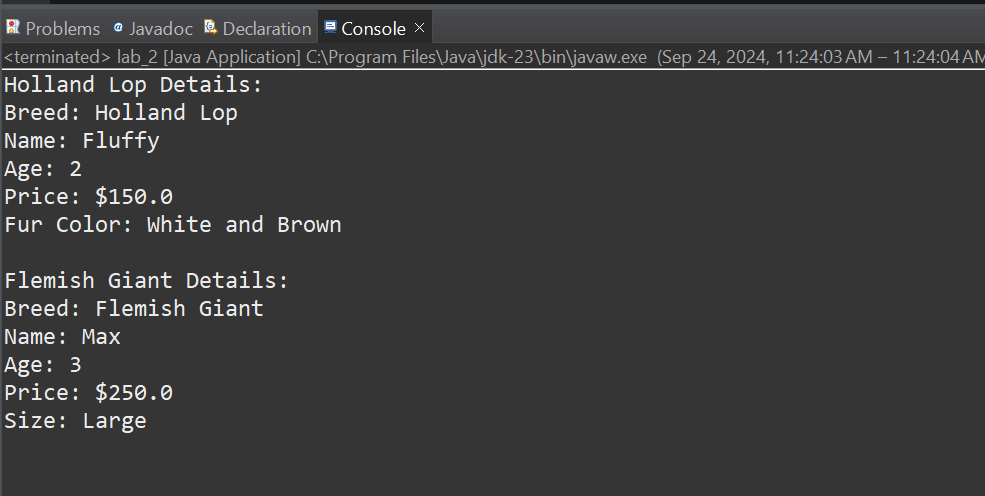 Problems Javadoc Declaration Console
<terminated> lab_2 [Java Application] C:\Program Files\Java\jdk-23\bin\javaw.exe (Sep 24, 2024, 11:24:03 AM – 11:24:04 AM
Holland Lop Details:
Breed: Holland Lop
Name: Fluffy
Age: 2
Price: $150.0
Fur Color: White and Brown
Flemish Giant Details:
Breed: Flemish Giant
Name: Max
Age: 3
Price: $250.0
Size: Large